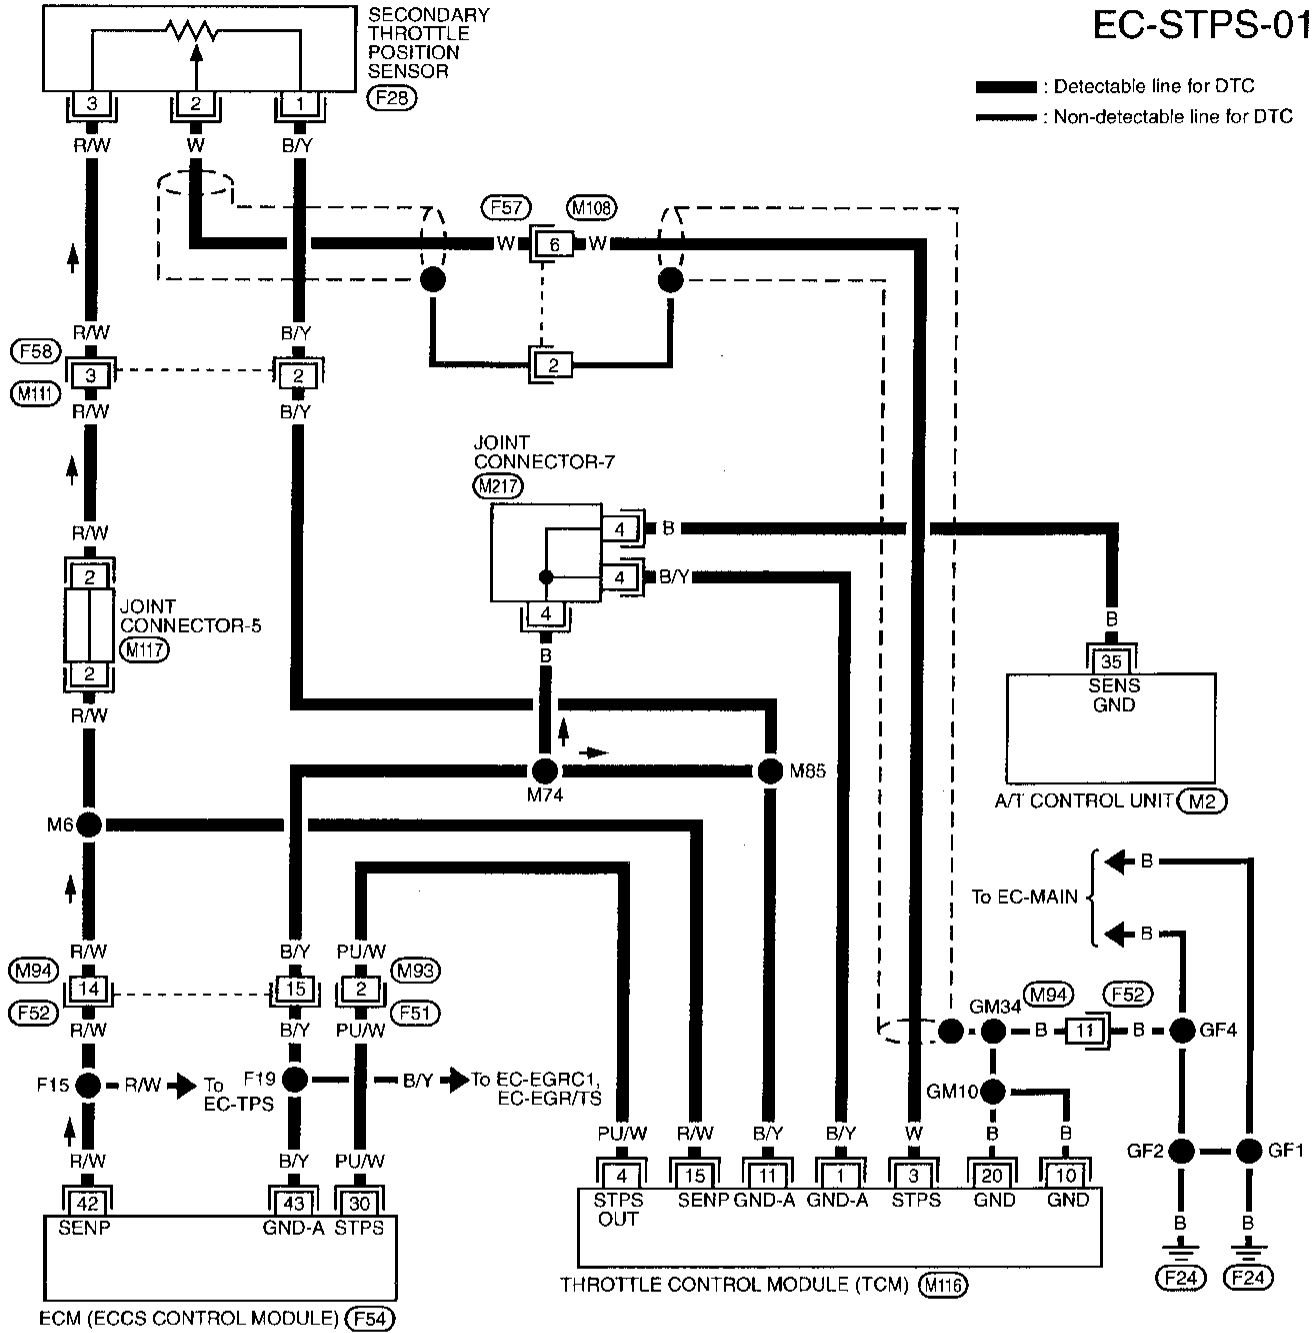 EC-STPS-01
SECONDARY
THROTTLE
POSITION
SENSOR
F28
: Detectable line for DTC
: Non-detectable line for DTC
3
2
1
R/W
W
B/Y
F57
M108
W
6
W
R/W
B/Y
F58
3
2
2
M111
R/W
B/Y
JOINT
CONNECTOR-7
M217
4
B
R/W
4
B/Y
2
JOINT
CONNECTOR-5
M117
2
4
B
B
35
SENS
GND
R/W
M74
M85
A/T CONTROL UNIT
M2
M6
B
To EC-MAIN
B
R/W
B/Y
PU/W
M94
14
15
2
M93
F52
F51
R/W
B/Y
PU/W
GM34
M94
F52
B
11
B
GF4
F15
R/W
To
EC-TPS
F19
B/Y
To EC-EGRC1,
EC-EGR/TS
GM10
R/W
B/Y
PU/W
PU/W
R/W
B/Y
B/Y
W
B
B
GF2
GF1
42
43
30
4
15
11
1
3
20
10
SENP
GND-A
STPS
STPS
OUT
SENP
GND-A
GND-A
STPS
GND
GND
B
B
F24
F24
THROTTLE CONTROL MODULE (TCM)
M116
ECM (ECCS CONTROL MODULE)
F54